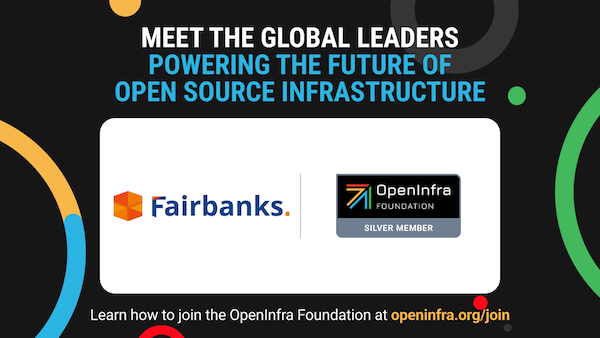 MEET THE GLOBAL LEADERS
POWERING THE FUTURE OF
OPEN SOURCE INFRASTRUCTURE
Fairbanks.
OpenInfra
FOUNDATION
SILVER MEMBER
Learn how to join the OpenInfra Foundation at openinfra.org/join